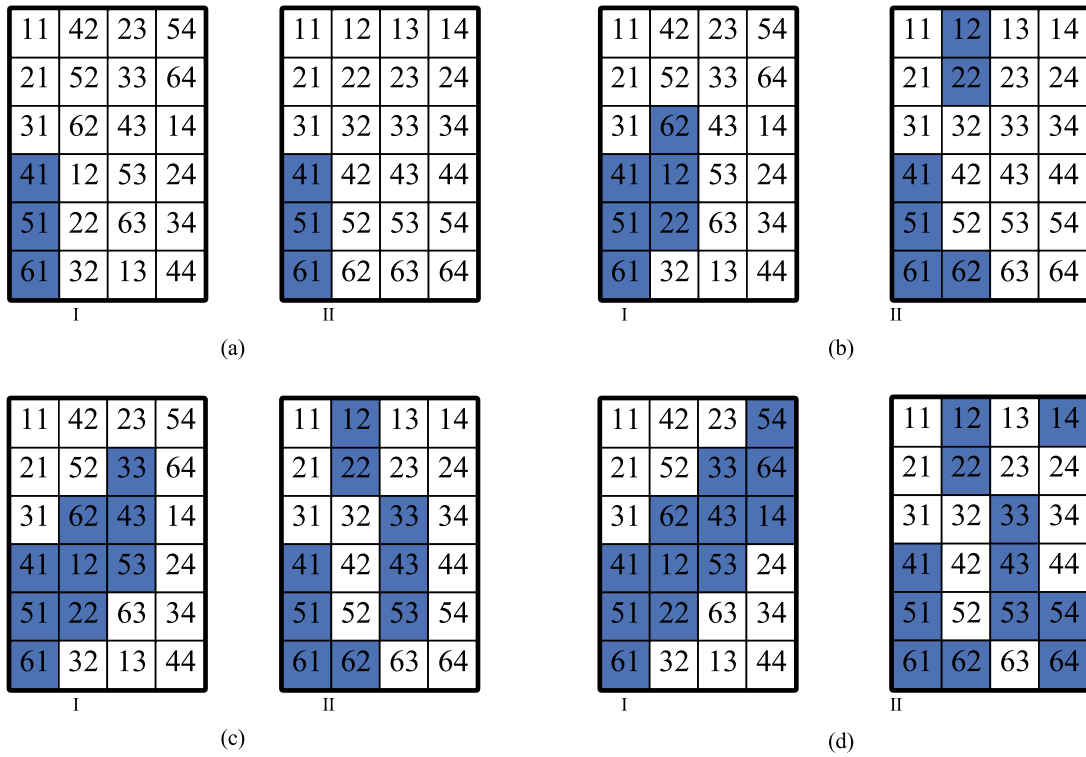 11 42 23 54 11 12 13 14 11 42 23 54 11 12 13 14
21 52 33 64 21 22 23 24 21 52 33 64 21 22 23 24
31 62 43 14 31 32 33 34 31 62 43 14 31 32 33 34
41 12 53 24 41 42 43 44 41 12 53 24 41 42 43 44
51 22 63 34 51 52 53 54 51 22 63 34 51 52 53 54
61 32 13 44 61 62 63 64 61 32 13 44 61 62 63 64
I II I II
(a) (b)
11 42 23 54 11 12 13 14 11 42 23 54 11 12 13 14
21 52 33 64 21 22 23 24 21 52 33 64 21 22 23 24
31 62 43 14 31 32 33 34 31 62 43 14 31 32 33 34
41 12 53 24 41 42 43 44 41 12 53 24 41 42 43 44
51 22 63 34 51 52 53 54 51 22 63 34 51 52 53 54
61 32 13 44 61 62 63 64 61 32 13 44 61 62 63 64
I II I II
(c) (d)